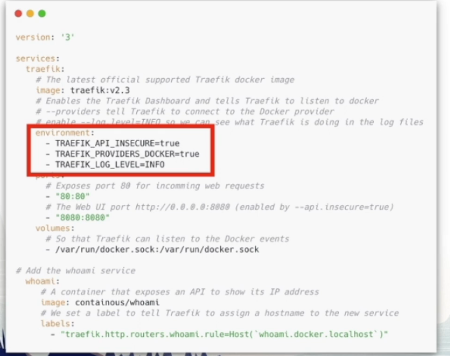 version: '3'
services:
traefik:
# The latest official supported Traefik docker image
image: traefik:v2.3
# Enables the Traefik Dashboard and tells Traefik to listen to docker
# --providers tell Traefik to connect to the Docker provider
# enable --log.level=INFO so we can see what Traefik is doing in the log files
environment:
- TRAEFIK_API_INSECURE=true
- TRAEFIK_PROVIDERS_DOCKER=true
- TRAEFIK_LOG_LEVEL=INFO
ports:
# Exposes port 80 for incomming web requests
- "80:80"
# The Web UI port http://0.0.0.0:8080 (enabled by --api.insecure=true)
- "8080:8080"
volumes:
# So that Traefik can listen to the Docker events
- /var/run/docker.sock:/var/run/docker.sock
# Add the whoami service
whoami:
# A container that exposes an API to show its IP address
image: containous/whoami
# We set a label to tell Traefik to assign a hostname to the new service
labels:
- "traefik.http.routers.whoami.rule=Host(`whoami.docker.localhost`)"